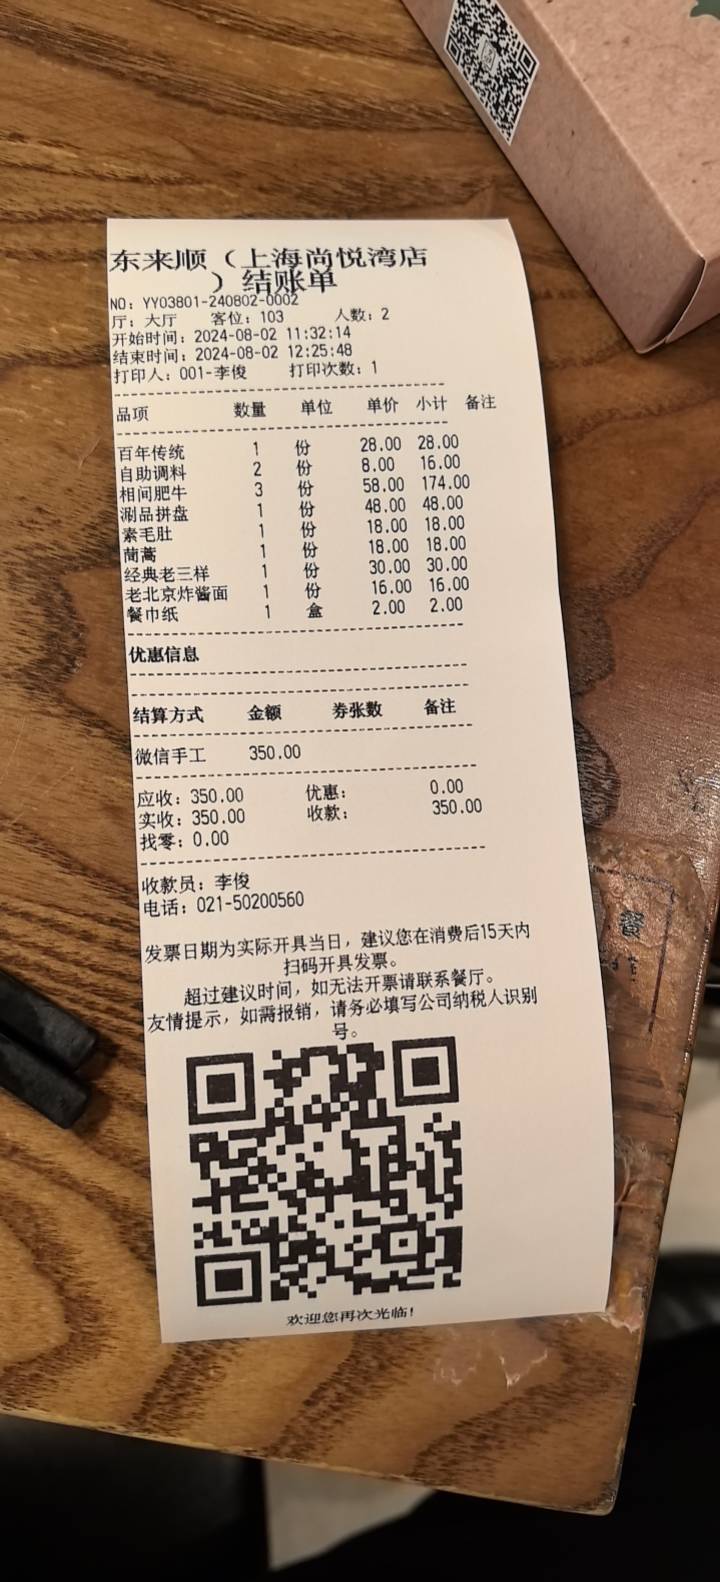 东来顺（上海尚悦湾店
）结账单
NO: YY03801-240802-0002
厅: 大厅 客位: 103 人数: 2
开始时间: 2024-08-02 11:32:14
结束时间: 2024-08-02 12:25:48
打印人: 001-李俊 打印次数: 1
品项 数量 单位 单价 小计 备注
百年传统 1 份 28.00 28.00
自助调料 2 份 8.00 16.00
相间肥牛 3 份 58.00 174.00
涮品拼盘 1 份 48.00 48.00
素毛肚 1 份 18.00 18.00
茼蒿 1 份 18.00 18.00
经典老三样 1 份 30.00 30.00
老北京炸酱面 1 份 16.00 16.00
餐巾纸 1 盒 2.00 2.00
优惠信息
结算方式 金额 券张数 备注
微信手工 350.00
应收: 350.00 优惠: 0.00
实收: 350.00 收款: 350.00
找零: 0.00
收款员: 李俊
电话: 021-50200560
发票日期为实际开具当日，建议您在消费后15天内
扫码开具发票。
超过建议时间，如无法开票请联系餐厅。
友情提示，如需报销，请务必填写公司纳税人识别
号。
欢迎您再次光临!
餐